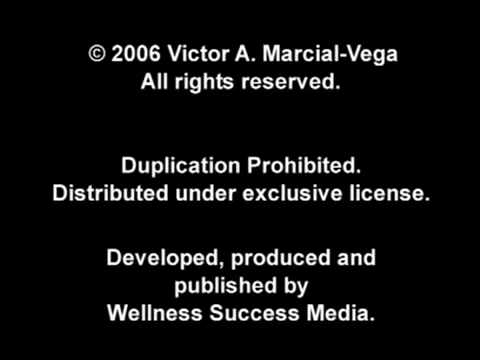 © 2006 Victor A. Marcial-Vega
All rights reserved.
Duplication Prohibited.
Distributed under exclusive license.
Developed, produced and
published by
Wellness Success Media.